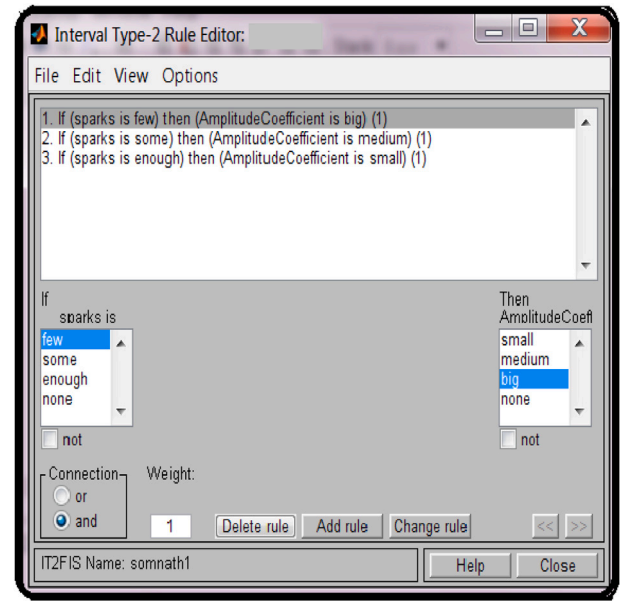 Interval Type-2 Rule Editor:
File Edit View Options
1. If (sparks is few) then (AmplitudeCoefficient is big) (1)
2. If (sparks is some) then (AmplitudeCoefficient is medium) (1)
3. If (sparks is enough) then (AmplitudeCoefficient is small) (1)
If
sparks is
few
some
enough
none
not
Then
AmplitudeCoeff
small
medium
big
none
not
Connection
or
and
Weight:
1
Delete rule Add rule Change rule << >>
IT2FIS Name: somnath1
Help Close